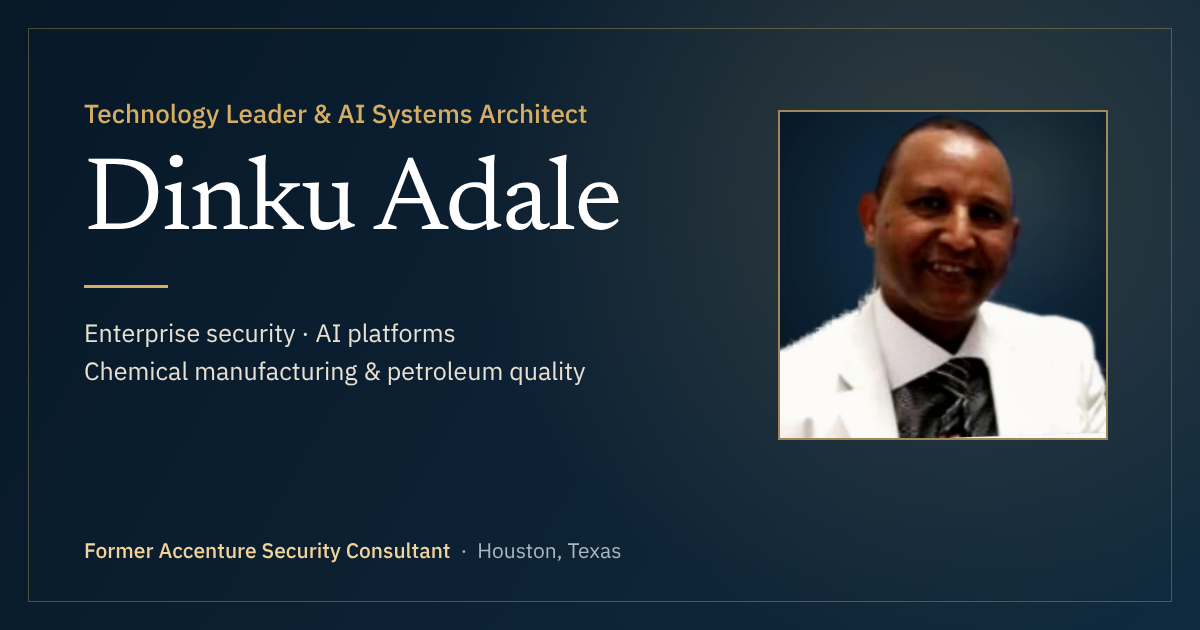 Technology Leader & AI Systems Architect
Dinku Adale
Enterprise security · AI platforms
Chemical manufacturing & petroleum quality
Former Accenture Security Consultant · Houston, Texas